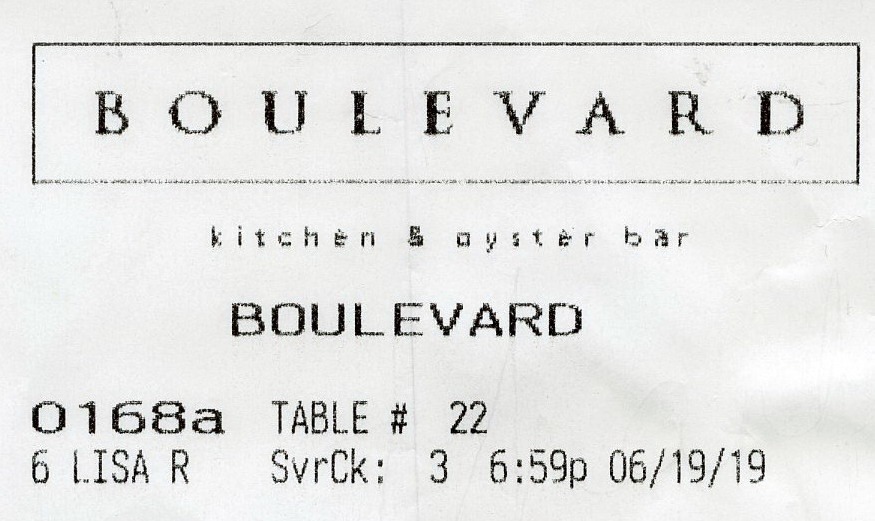 BOULEVARD
kitchen & oyster bar
BOULEVARD
0168a TABLE # 22
6 LISA R SvrCk: 3 6:59p 06/19/19